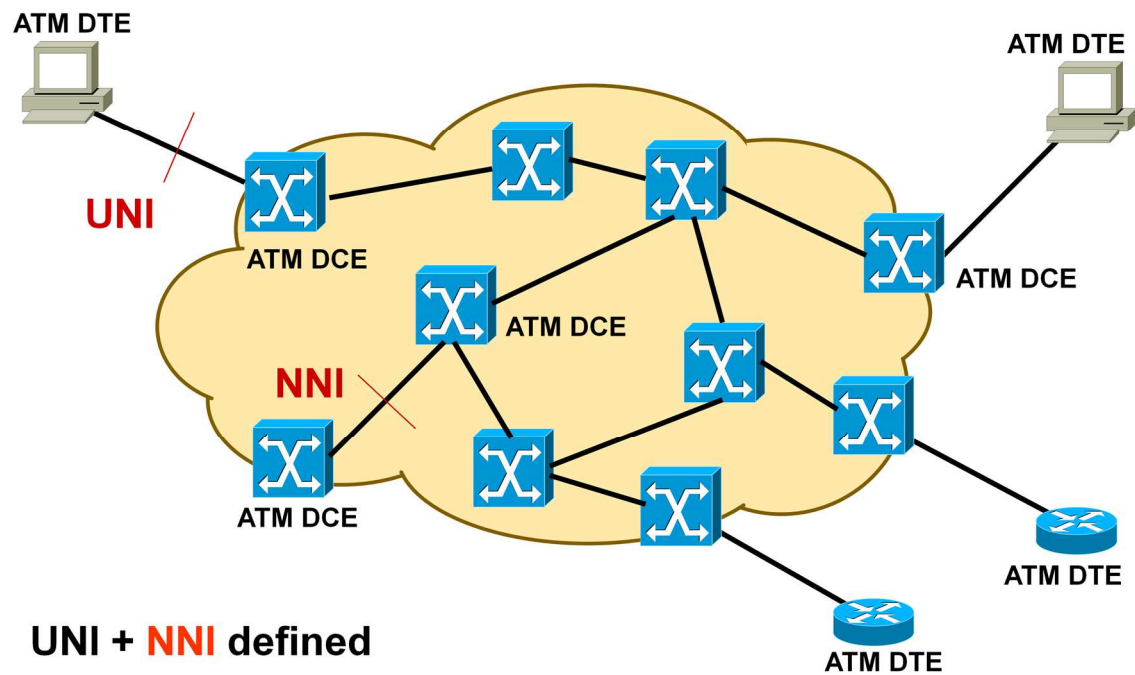 ATM DTE
ATM DTE
UNI
ATM DCE
ATM DCE
ATM DCE
NNI
ATM DCE
ATM DTE
UNI + NNI defined
ATM DTE